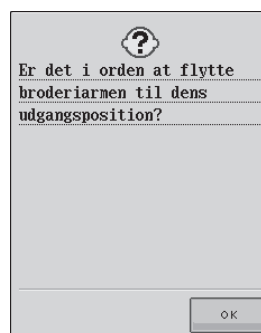 Er det i orden at flytte
broderiarmen til dens
udgangsposition?
OK